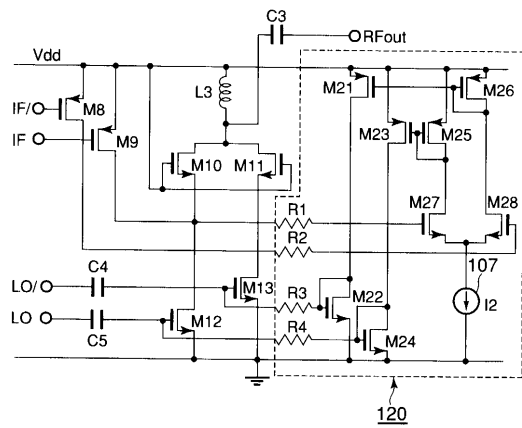 C3
RFout
Vdd
L3
M21
M26
IF/
M8
IF
M9
M23
M25
M10
M11
M27
M28
R1
R2
107
LO/
C4
M13
R3
M22
I2
LO
C5
M12
R4
M24
120